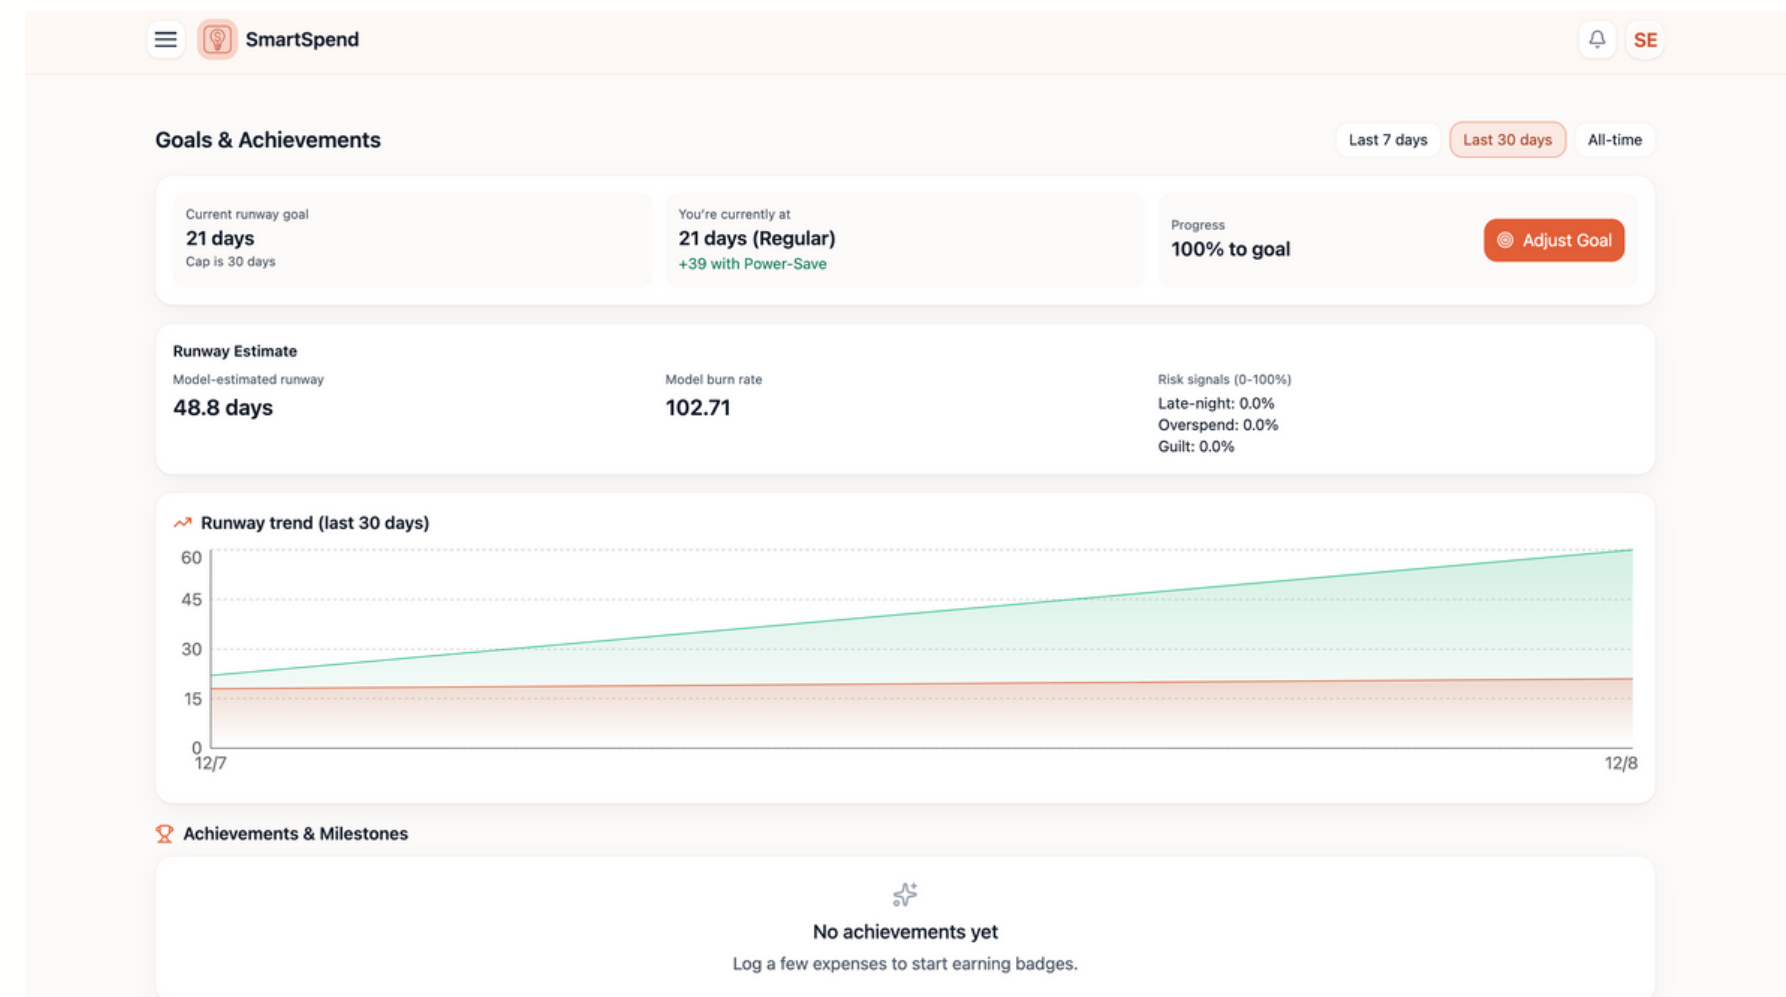 SmartSpend
SE
Goals & Achievements
Last 7 days
Last 30 days
All-time
Current runway goal
21 days
Cap is 30 days
You're currently at
21 days (Regular)
+39 with Power-Save
Progress
100% to goal
Adjust Goal
Runway Estimate
Model-estimated runway
48.8 days
Model burn rate
102.71
Risk signals (0-100%)
Late-night: 0.0%
Overspend: 0.0%
Guilt: 0.0%
Runway trend (last 30 days)
60
45
30
15
0
12/7
12/8
Achievements & Milestones
No achievements yet
Log a few expenses to start earning badges.